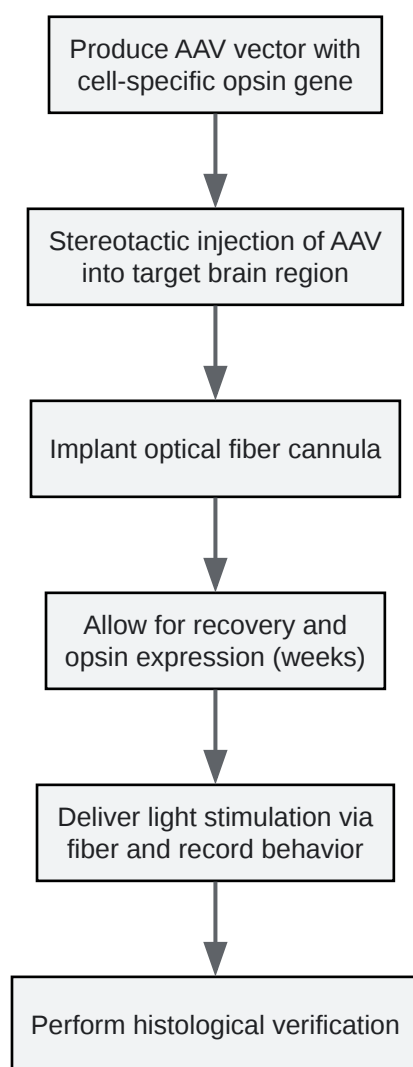 Produce AAV vector with
cell-specific opsin gene
Stereotactic injection of AAV
into target brain region
Implant optical fiber cannula
Allow for recovery and
opsin expression (weeks)
Deliver light stimulation via
fiber and record behavior
Perform histological verification